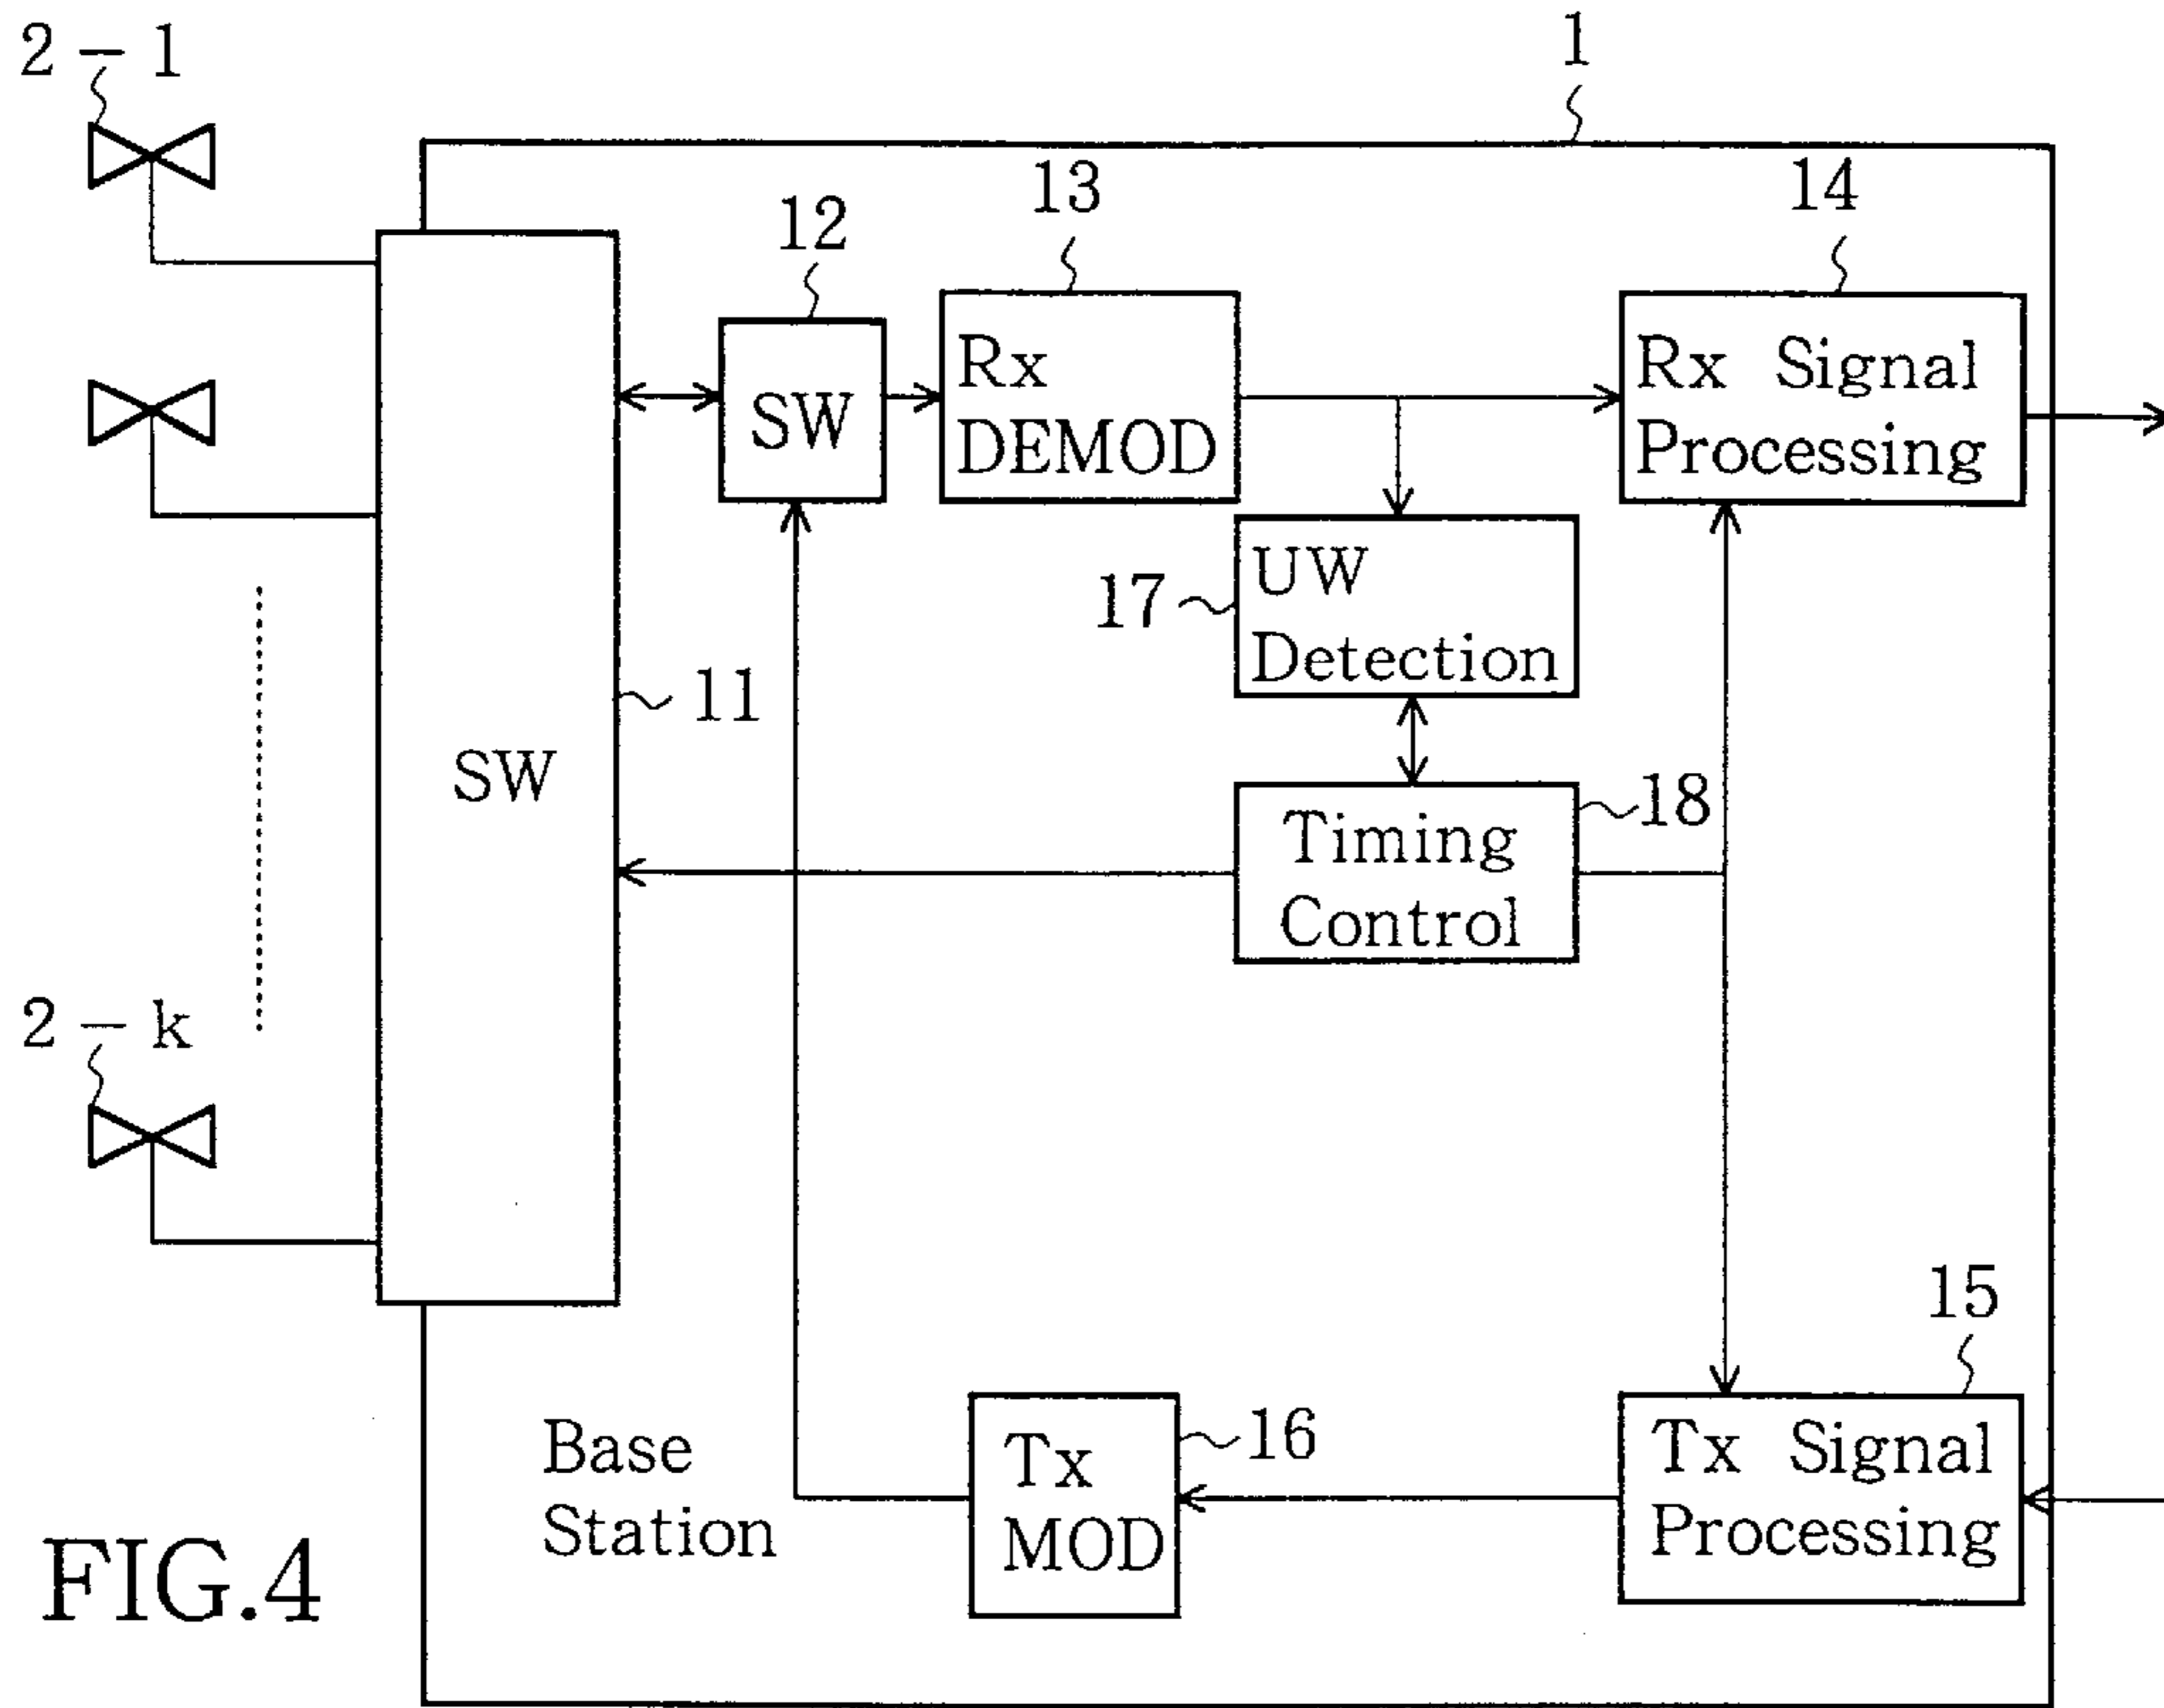 2-1
1
13
14
12
Rx
DEMOD
Rx Signal
Processing
SW
UW
Detection
17
11
SW
18
Timing
Control
2-k
15
Base
Station
Tx
MOD
16
Tx Signal
Processing
FIG.4